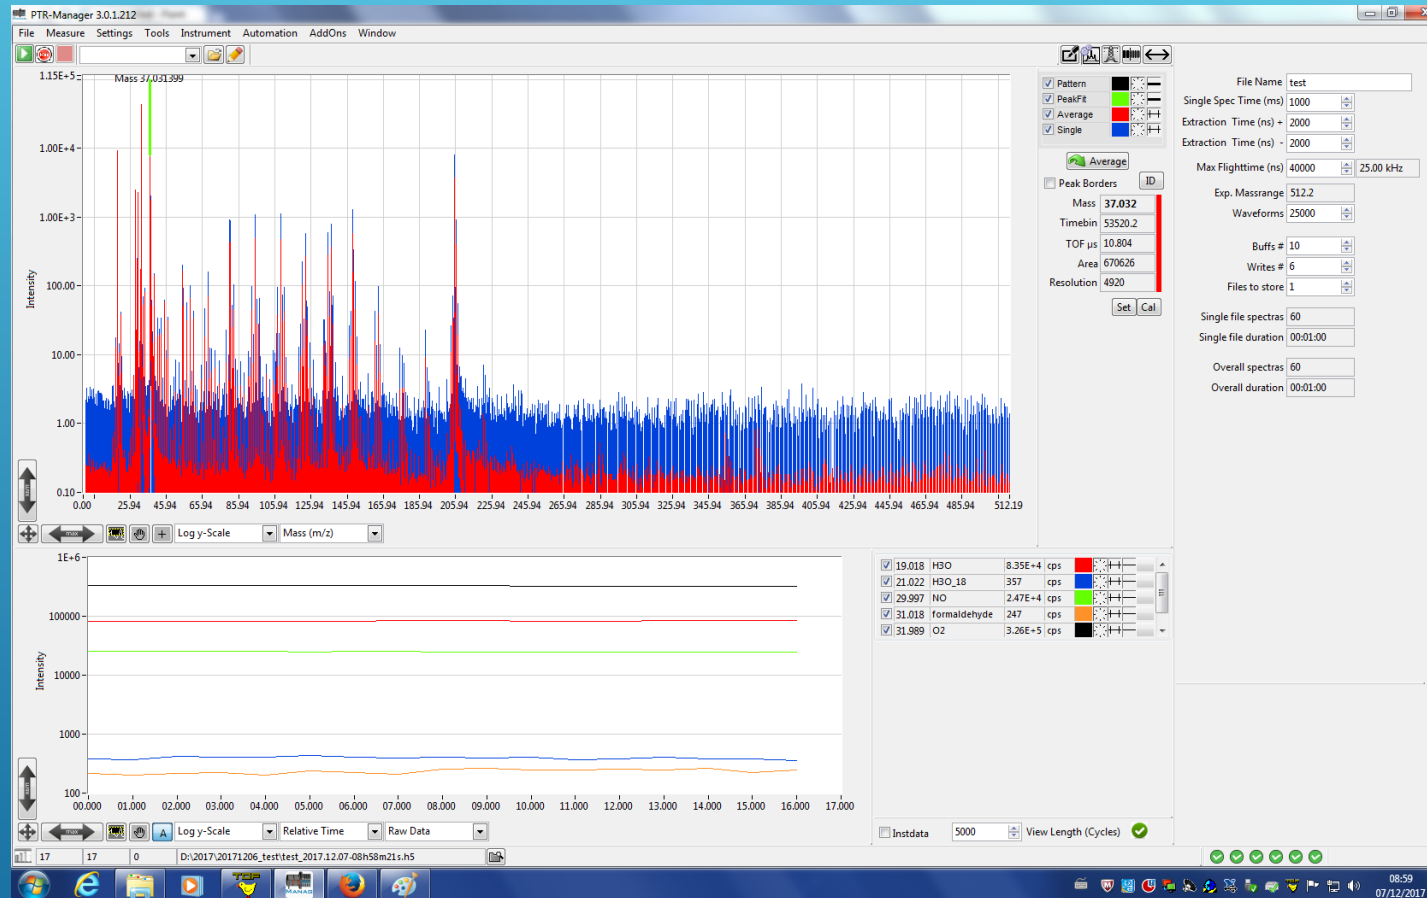 PTR-Manager 3.0.1.212
File Measure Settings Tools Instrument Automation AddOns Window
1.15E+5
1.00E+4
1.00E+3
100.00
10.00
1.00
0.10
Intensity
Mass 37.031399
0.00 25.94 45.94 65.94 85.94 105.94 125.94 145.94 165.94 185.94 205.94 225.94 245.94 265.94 285.94 305.94 325.94 345.94 365.94 385.94 405.94 425.94 445.94 465.94 485.94 512.19
max Log y-Scale Mass (m/z)
Pattern
PeakFit
Average
Single
Average
Peak Borders ID
Mass 37.032
Timebin 53520.2
TOF µs 10.804
Area 670626
Resolution 4920
Set Cal
File Name test
Single Spec Time (ms) 1000
Extraction Time (ns) + 2000
Extraction Time (ns) - 2000
Max Flighttime (ns) 40000 25.00 kHz
Exp. Massrange 512.2
Waveforms 25000
Buffs # 10
Writes # 6
Files to store 1
Single file spectras 60
Single file duration 00:01:00
Overall spectras 60
Overall duration 00:01:00
1E+6
100000
10000
1000
100
Intensity
00.000 01.000 02.000 03.000 04.000 05.000 06.000 07.000 08.000 09.000 10.000 11.000 12.000 13.000 14.000 15.000 16.000 17.000
max A Log y-Scale Relative Time Raw Data
19.018 H3O 8.35E+4 cps
21.022 H3O_18 357 cps
29.997 NO 2.47E+4 cps
31.018 formaldehyde 247 cps
31.989 O2 3.26E+5 cps
Instdata 5000 View Length (Cycles)
17 17 0 D:\2017\20171206_test\test_2017.12.07-08h58m21s.h5
TOF
MANAG
08:59
07/12/2017